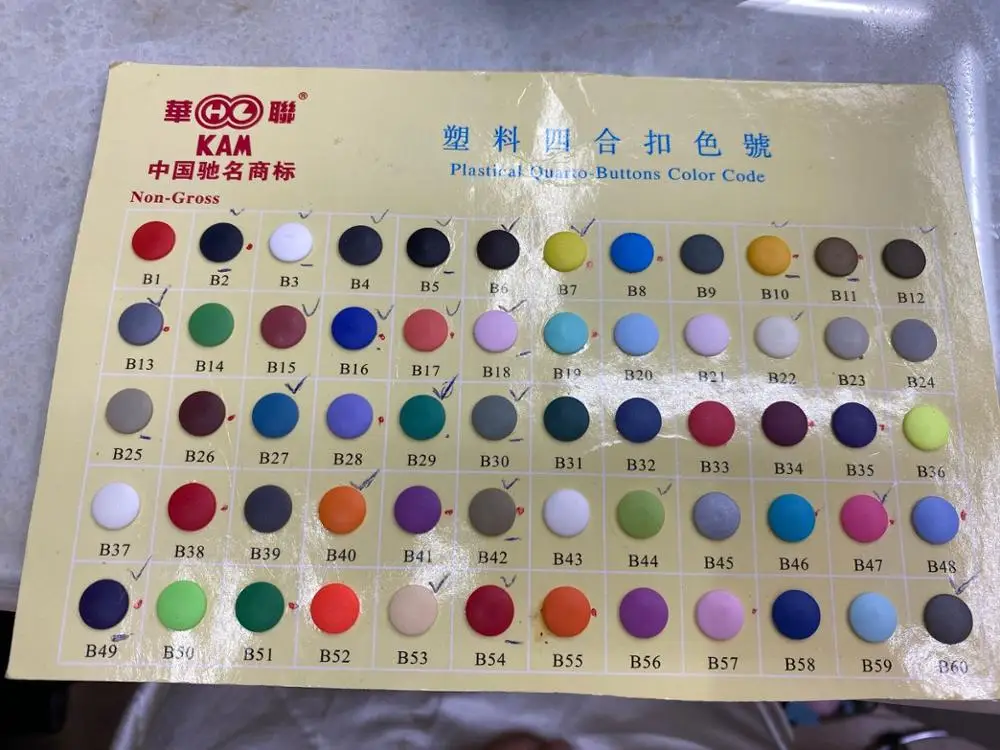 華 HL 聯®
KAM
中国驰名商标
塑料四合扣色號
Plastical Quarto-Buttons Color Code
Non-Gross
B1 B2 B3 B4 B5 B6 B7 B8 B9 B10 B11 B12
B13 B14 B15 B16 B17 B18 B19 B20 B21 B22 B23 B24
B25 B26 B27 B28 B29 B30 B31 B32 B33 B34 B35 B36
B37 B38 B39 B40 B41 B42 B43 B44 B45 B46 B47 B48
B49 B50 B51 B52 B53 B54 B55 B56 B57 B58 B59 B60